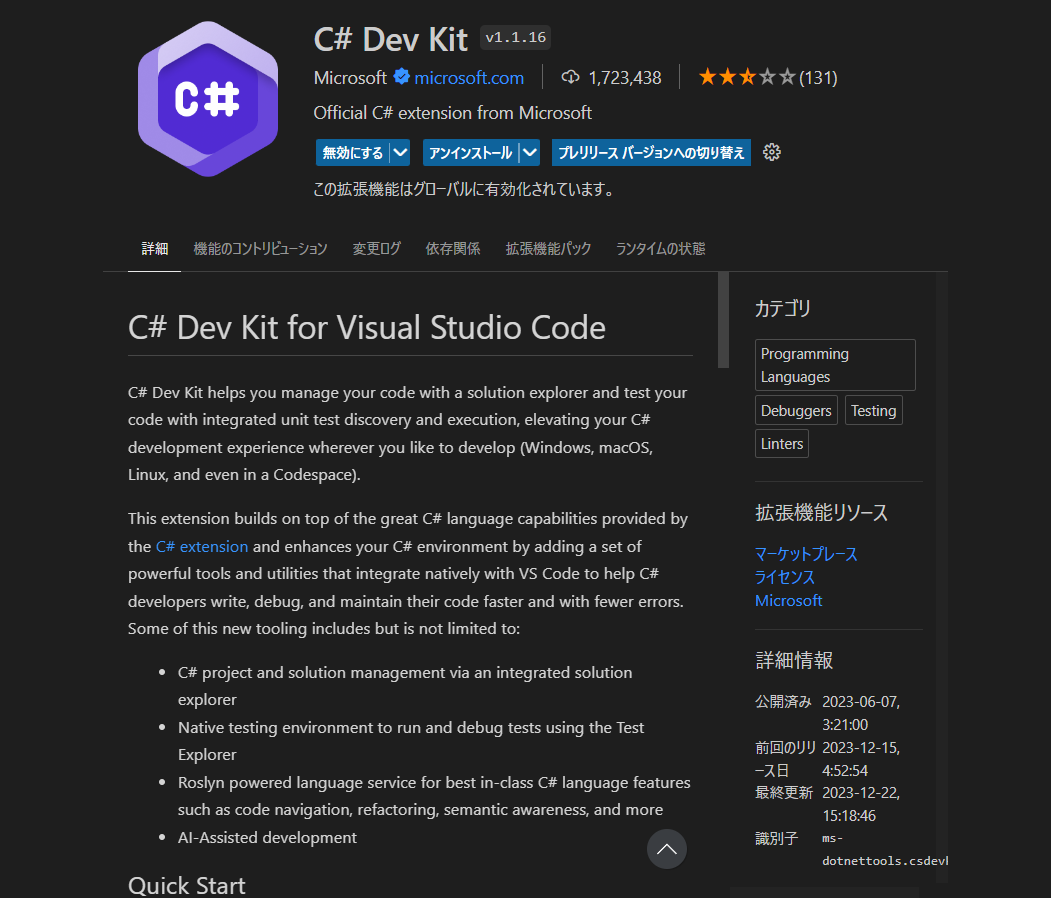 C# Dev Kit v1.1.16
Microsoft microsoft.com 1,723,438 (131)
Official C# extension from Microsoft
無効にする アンインストール プレリリース バージョンへの切り替え
この拡張機能はグローバルに有効化されています。
詳細 機能のコントリビューション 変更ログ 依存関係 拡張機能パック ランタイムの状態
C# Dev Kit for Visual Studio Code
C# Dev Kit helps you manage your code with a solution explorer and test your
code with integrated unit test discovery and execution, elevating your C#
development experience wherever you like to develop (Windows, macOS,
Linux, and even in a Codespace).
This extension builds on top of the great C# language capabilities provided by
the C# extension and enhances your C# environment by adding a set of
powerful tools and utilities that integrate natively with VS Code to help C#
developers write, debug, and maintain their code faster and with fewer errors.
Some of this new tooling includes but is not limited to:
• C# project and solution management via an integrated solution
explorer
• Native testing environment to run and debug tests using the Test
Explorer
• Roslyn powered language service for best in-class C# language features
such as code navigation, refactoring, semantic awareness, and more
• AI-Assisted development
Quick Start
カテゴリ
Programming
Languages
Debuggers Testing
Linters
拡張機能リソース
マーケットプレース
ライセンス
Microsoft
詳細情報
公開済み 2023-06-07,
3:21:00
前回のリリ 2023-12-15,
ース日 4:52:54
最終更新 2023-12-22,
15:18:46
識別子 ms-
dotnettools.csdevk
C#